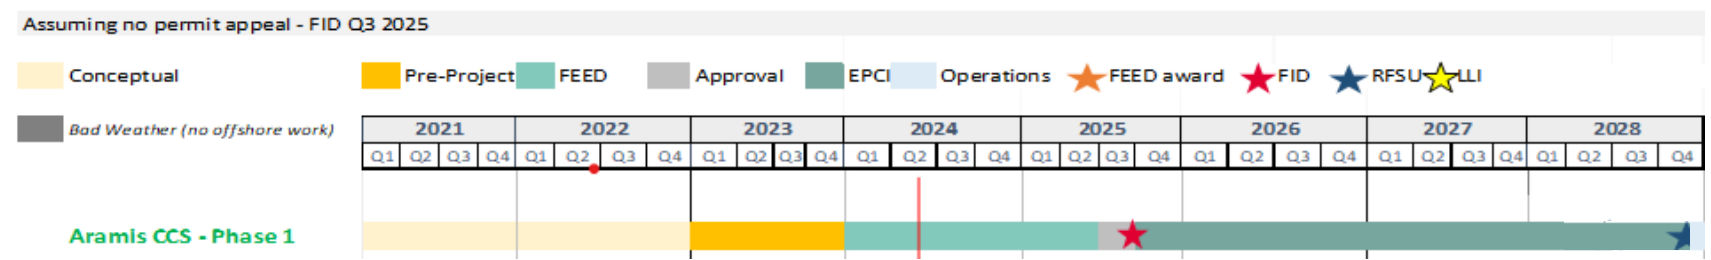 Assuming no permit appeal - FID Q3 2025
Conceptual Pre-Project FEED Approval EPCI Operations FEED award FID RFSU LLI
Bad Weather (no offshore work) 2021 2022 2023 2024 2025 2026 2027 2028
Q1 Q2 Q3 Q4 Q1 Q2 Q3 Q4 Q1 Q2 Q3 Q4 Q1 Q2 Q3 Q4 Q1 Q2 Q3 Q4 Q1 Q2 Q3 Q4 Q1 Q2 Q3 Q4 Q1 Q2 Q3 Q4
Aramis CCS - Phase 1